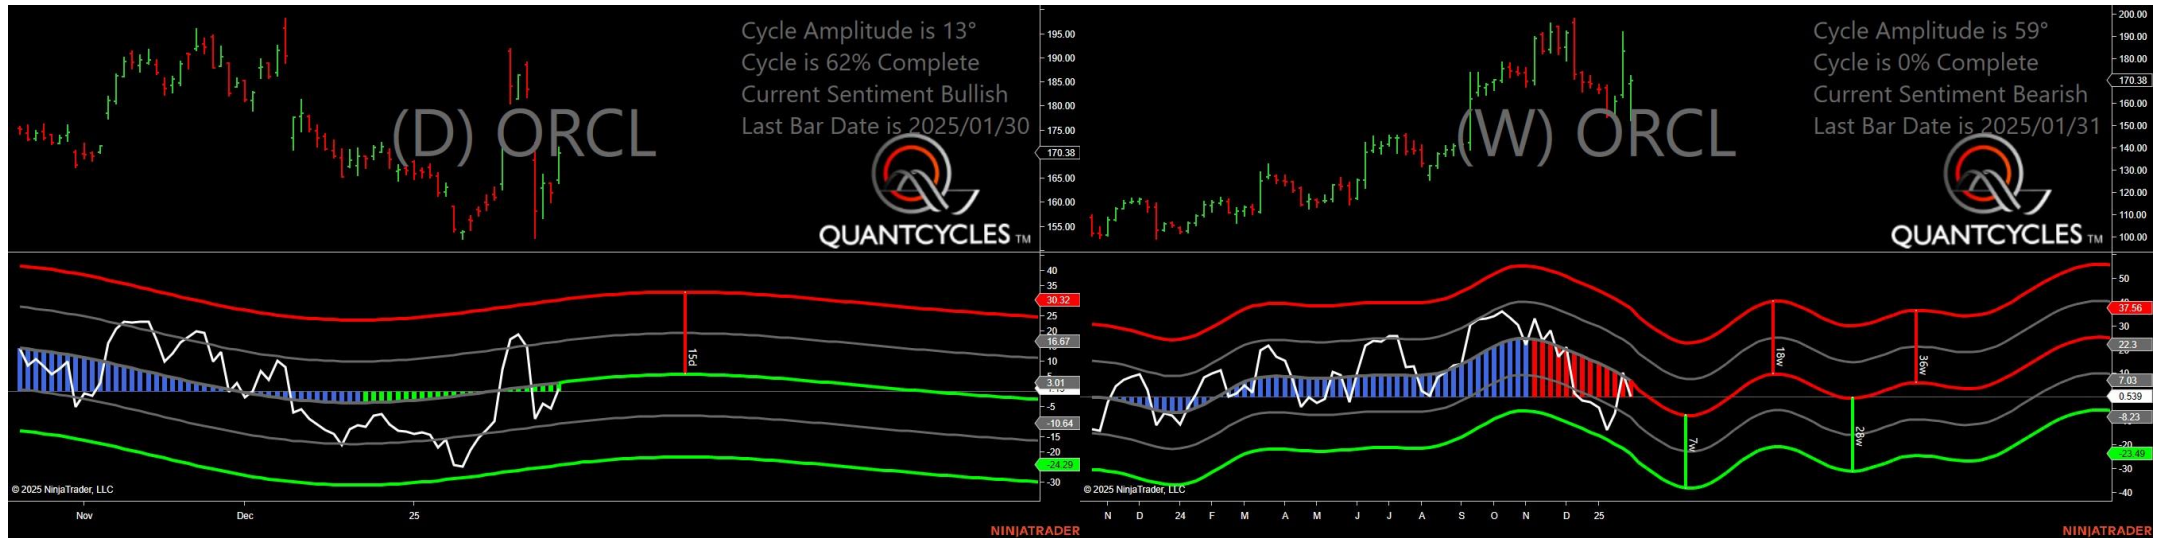 Cycle Amplitude is 13°
Cycle is 62% Complete
Current Sentiment Bullish
Last Bar Date is 2025/01/30
(D) ORCL
QUANTCYCLES TM
195.00
190.00
185.00
180.00
175.00
170.38
165.00
160.00
155.00
40
35
30.32
25
20
16.67
10
3.01
-5
-10.64
-15
-20
-24.29
-30
15d
© 2025 NinjaTrader, LLC
Nov
Dec
25
NINJATRADER
Cycle Amplitude is 59°
Cycle is 0% Complete
Current Sentiment Bearish
Last Bar Date is 2025/01/31
(W) ORCL
QUANTCYCLES TM
200.00
190.00
180.00
170.38
160.00
150.00
140.00
130.00
120.00
110.00
100.00
50
37.56
30
22.3
10
7.03
0.539
-8.23
-20
-23.49
-30
-40
7w
18w
28w
36w
© 2025 NinjaTrader, LLC
N D 24 F M A M J J A S O N D 25
NINJATRADER